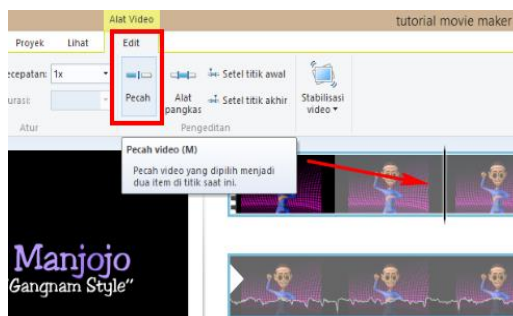 Alat Video
tutorial movie maker
Proyek Lihat Edit
ecepatan: 1x
urasi:
Pecah
Alat pangkas
Setel titik awal
Setel titik akhir
Stabilisasi video
Atur
Pengeditan
Pecah video (M)
Pecah video yang dipilih menjadi
dua item di titik saat ini.
Manjojo
"Gangnam Style"